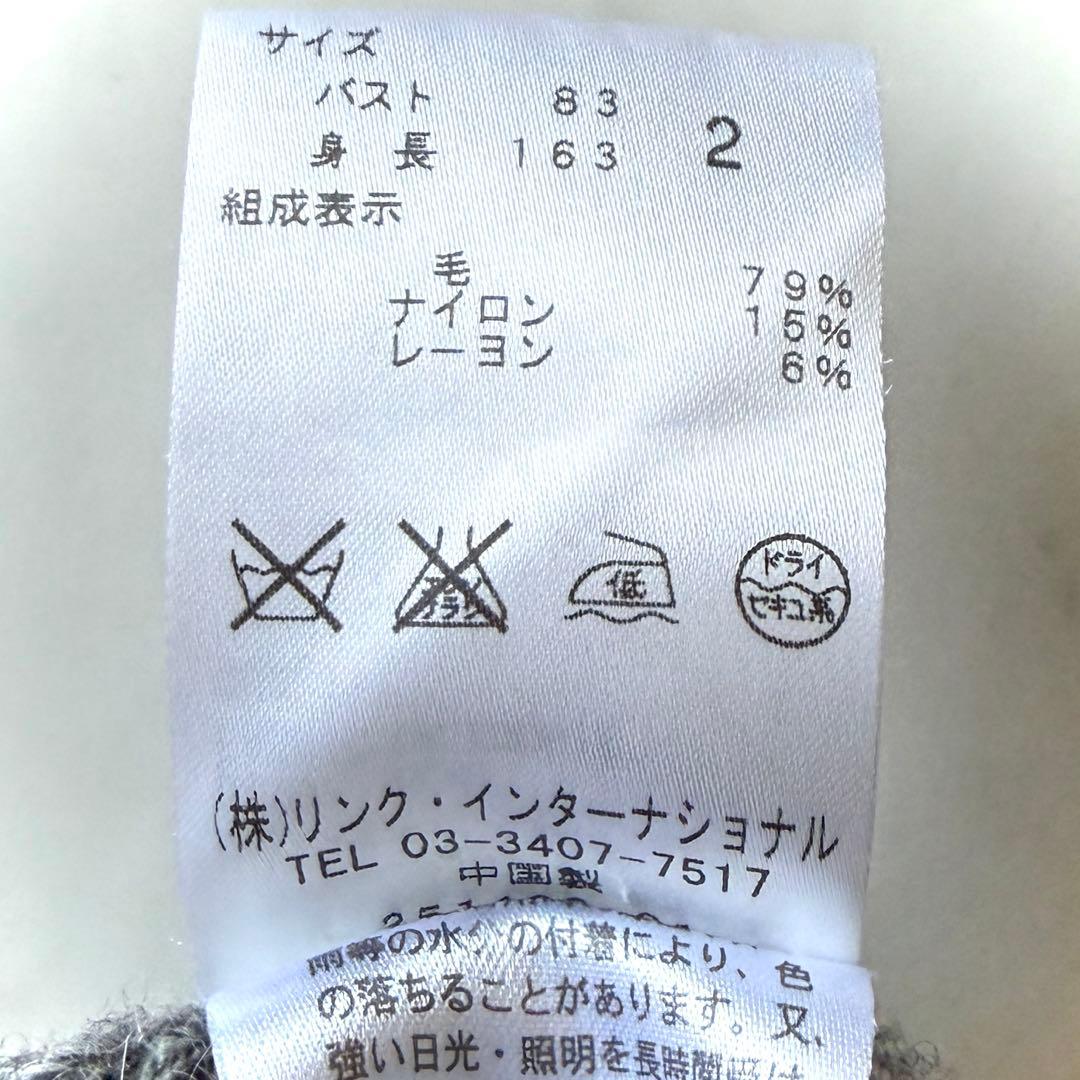 サイズ
バスト 83
身長 163 2
組成表示
毛 79%
ナイロン 15%
レーヨン 6%
低
ドライ
セキユ系
(株)リンク・インターナショナル
TEL 03-3407-7517
中国製
の付着により、色
の落ちることがあります。又、
強い日光・照明を長時間